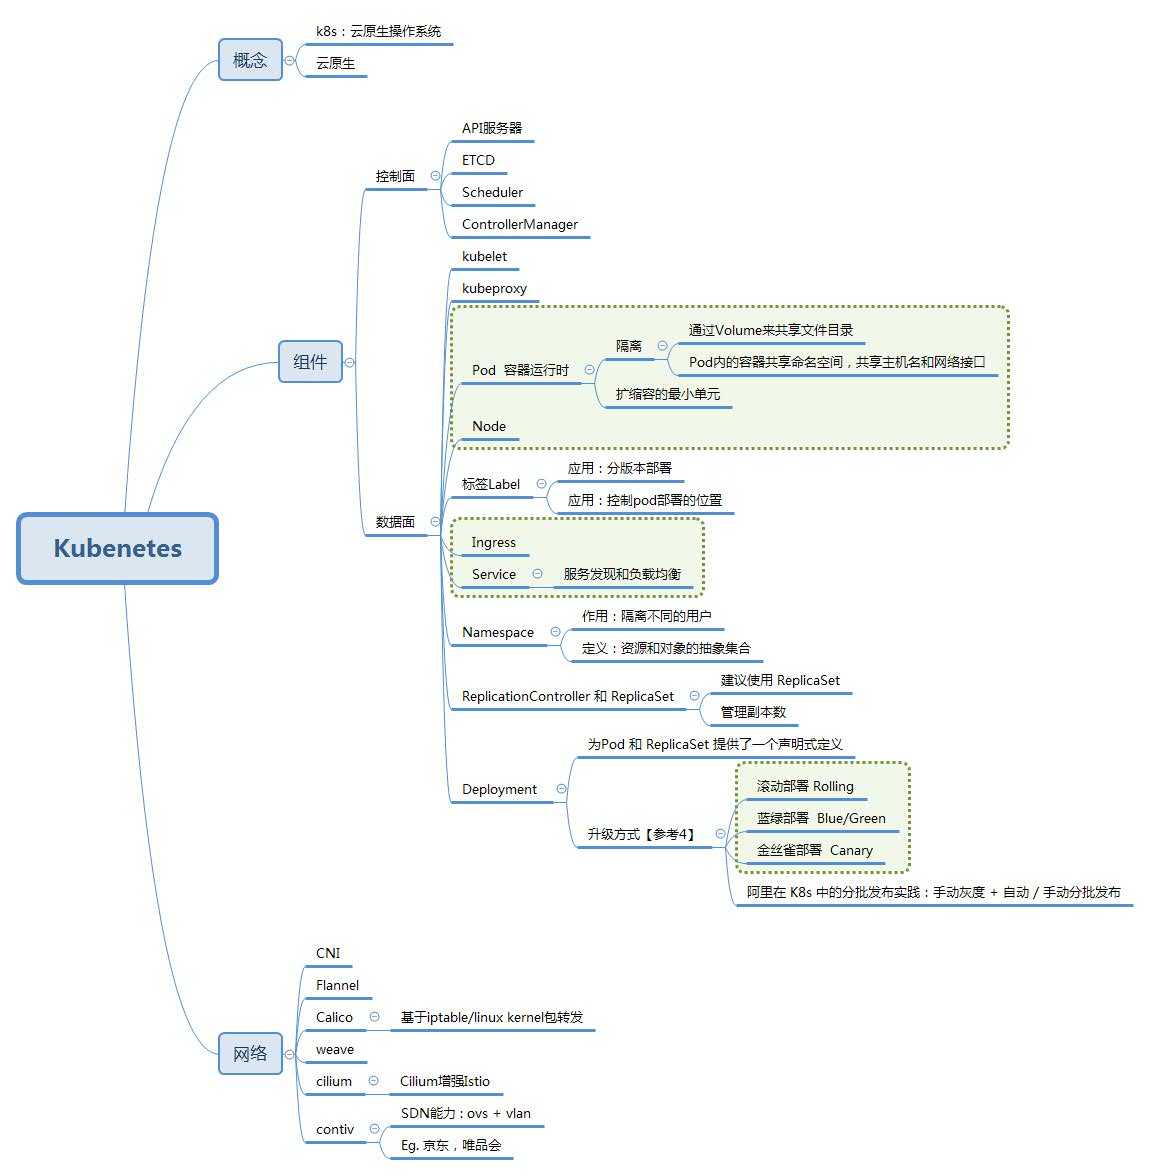 k8s：云原生操作系统
概念
云原生
API服务器
ETCD
控制面
Scheduler
ControllerManager
kubelet
kubeproxy
通过Volume来共享文件目录
隔离
Pod内的容器共享命名空间，共享主机名和网络接口
组件
Pod 容器运行时
扩缩容的最小单元
Node
应用：分版本部署
标签Label
应用：控制pod部署的位置
数据面
Ingress
Kubenetes
Service
服务发现和负载均衡
作用：隔离不同的用户
Namespace
定义：资源和对象的抽象集合
建议使用 ReplicaSet
ReplicationController 和 ReplicaSet
管理副本数
为Pod 和 ReplicaSet 提供了一个声明式定义
Deployment
滚动部署 Rolling
蓝绿部署 Blue/Green
升级方式【参考4】
金丝雀部署 Canary
阿里在 K8s 中的分批发布实践：手动灰度 + 自动 / 手动分批发布
CNI
Flannel
Calico
基于iptable/linux kernel包转发
网络
weave
cilium
Cilium增强Istio
SDN能力：ovs + vlan
contiv
Eg. 京东，唯品会